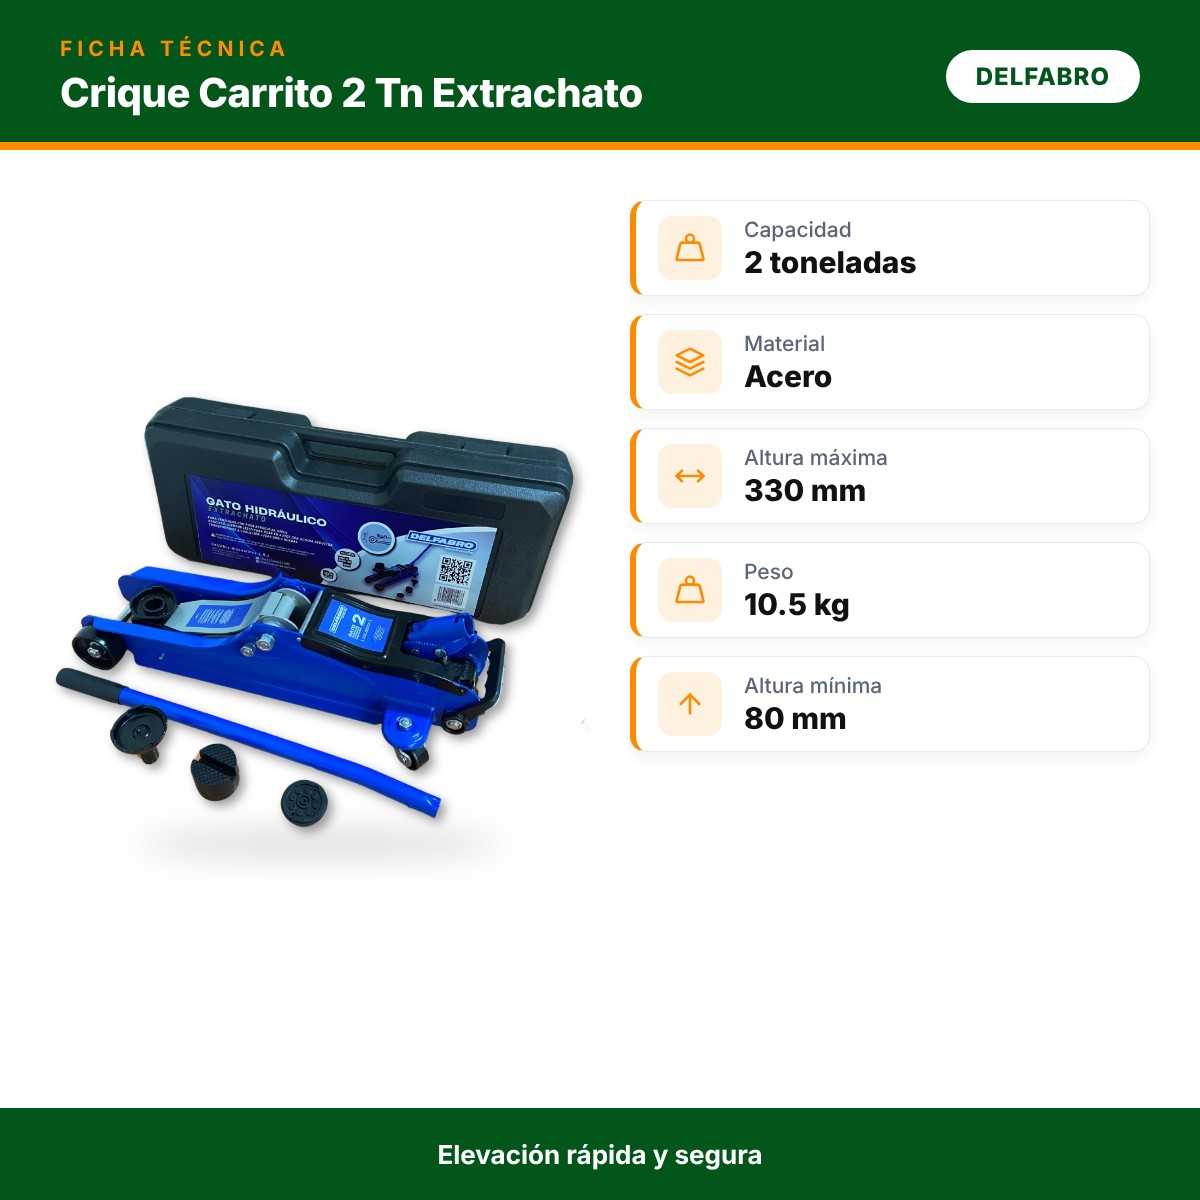 FICHA TÉCNICA
Crique Carrito 2 Tn Extrachato
DELFABRO
Capacidad
2 toneladas
Material
Acero
Altura máxima
330 mm
Peso
10.5 kg
Altura mínima
80 mm
GATO HIDRÁULICO
EXTRACHATO
DELFABRO
2
Elevación rápida y segura